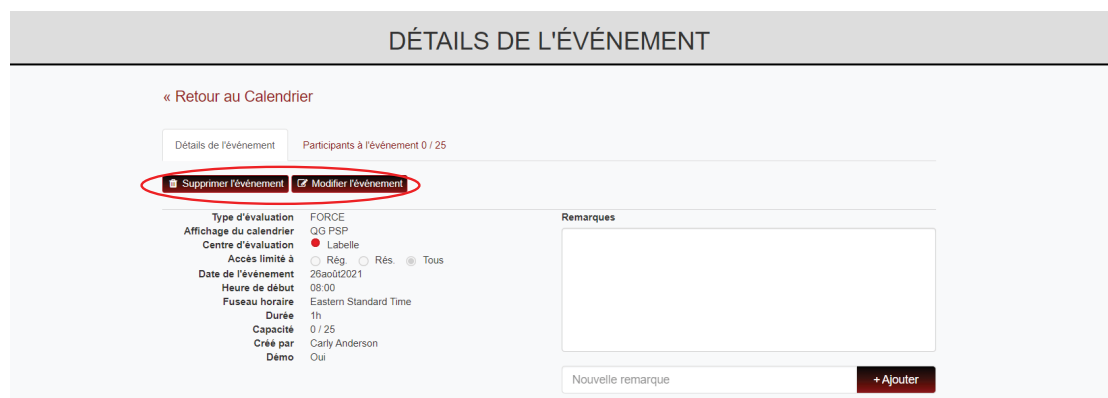 DÉTAILS DE L'ÉVÉNEMENT
« Retour au Calendrier
Détails de l'événement Participants à l'événement 0 / 25
Supprimer l'événement Modifier l'événement
Type d'évaluation FORCE
Affichage du calendrier QG PSP
Centre d'évaluation Labelle
Accès limité à Rég. Rés. Tous
Date de l'événement 26août2021
Heure de début 08:00
Fuseau horaire Eastern Standard Time
Durée 1h
Capacité 0 / 25
Créé par Carly Anderson
Démo Oui
Remarques
Nouvelle remarque +Ajouter